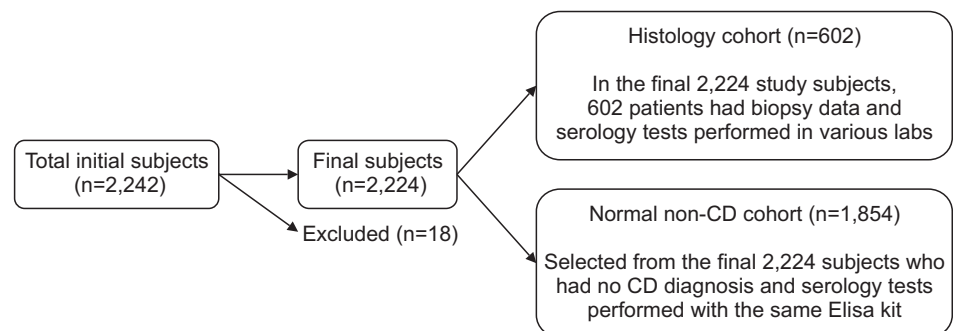 Total initial subjects
(n=2,242)
Final subjects
(n=2,224)
Excluded (n=18)
Histology cohort (n=602)
In the final 2,224 study subjects,
602 patients had biopsy data and
serology tests performed in various labs
Normal non-CD cohort (n=1,854)
Selected from the final 2,224 subjects who
had no CD diagnosis and serology tests
performed with the same Elisa kit